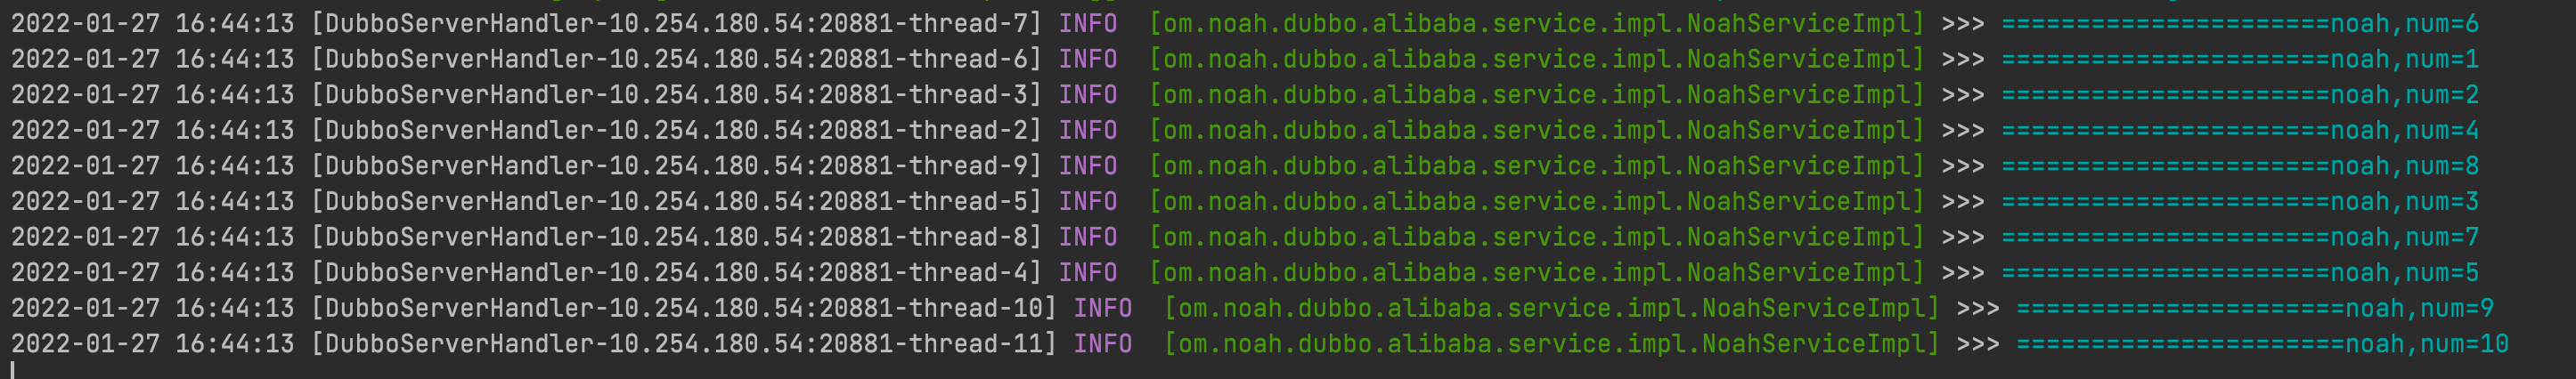 2022-01-27 16:44:13 [DubboServerHandler-10.254.180.54:20881-thread-7] INFO  [om.noah.dubbo.alibaba.service.impl.NoahServiceImpl] >>> ======================noah,num=6
2022-01-27 16:44:13 [DubboServerHandler-10.254.180.54:20881-thread-6] INFO  [om.noah.dubbo.alibaba.service.impl.NoahServiceImpl] >>> ======================noah,num=1
2022-01-27 16:44:13 [DubboServerHandler-10.254.180.54:20881-thread-3] INFO  [om.noah.dubbo.alibaba.service.impl.NoahServiceImpl] >>> ======================noah,num=2
2022-01-27 16:44:13 [DubboServerHandler-10.254.180.54:20881-thread-2] INFO  [om.noah.dubbo.alibaba.service.impl.NoahServiceImpl] >>> ======================noah,num=4
2022-01-27 16:44:13 [DubboServerHandler-10.254.180.54:20881-thread-9] INFO  [om.noah.dubbo.alibaba.service.impl.NoahServiceImpl] >>> ======================noah,num=8
2022-01-27 16:44:13 [DubboServerHandler-10.254.180.54:20881-thread-5] INFO  [om.noah.dubbo.alibaba.service.impl.NoahServiceImpl] >>> ======================noah,num=3
2022-01-27 16:44:13 [DubboServerHandler-10.254.180.54:20881-thread-8] INFO  [om.noah.dubbo.alibaba.service.impl.NoahServiceImpl] >>> ======================noah,num=7
2022-01-27 16:44:13 [DubboServerHandler-10.254.180.54:20881-thread-4] INFO  [om.noah.dubbo.alibaba.service.impl.NoahServiceImpl] >>> ======================noah,num=5
2022-01-27 16:44:13 [DubboServerHandler-10.254.180.54:20881-thread-10] INFO  [om.noah.dubbo.alibaba.service.impl.NoahServiceImpl] >>> ======================noah,num=9
2022-01-27 16:44:13 [DubboServerHandler-10.254.180.54:20881-thread-11] INFO  [om.noah.dubbo.alibaba.service.impl.NoahServiceImpl] >>> ======================noah,num=10